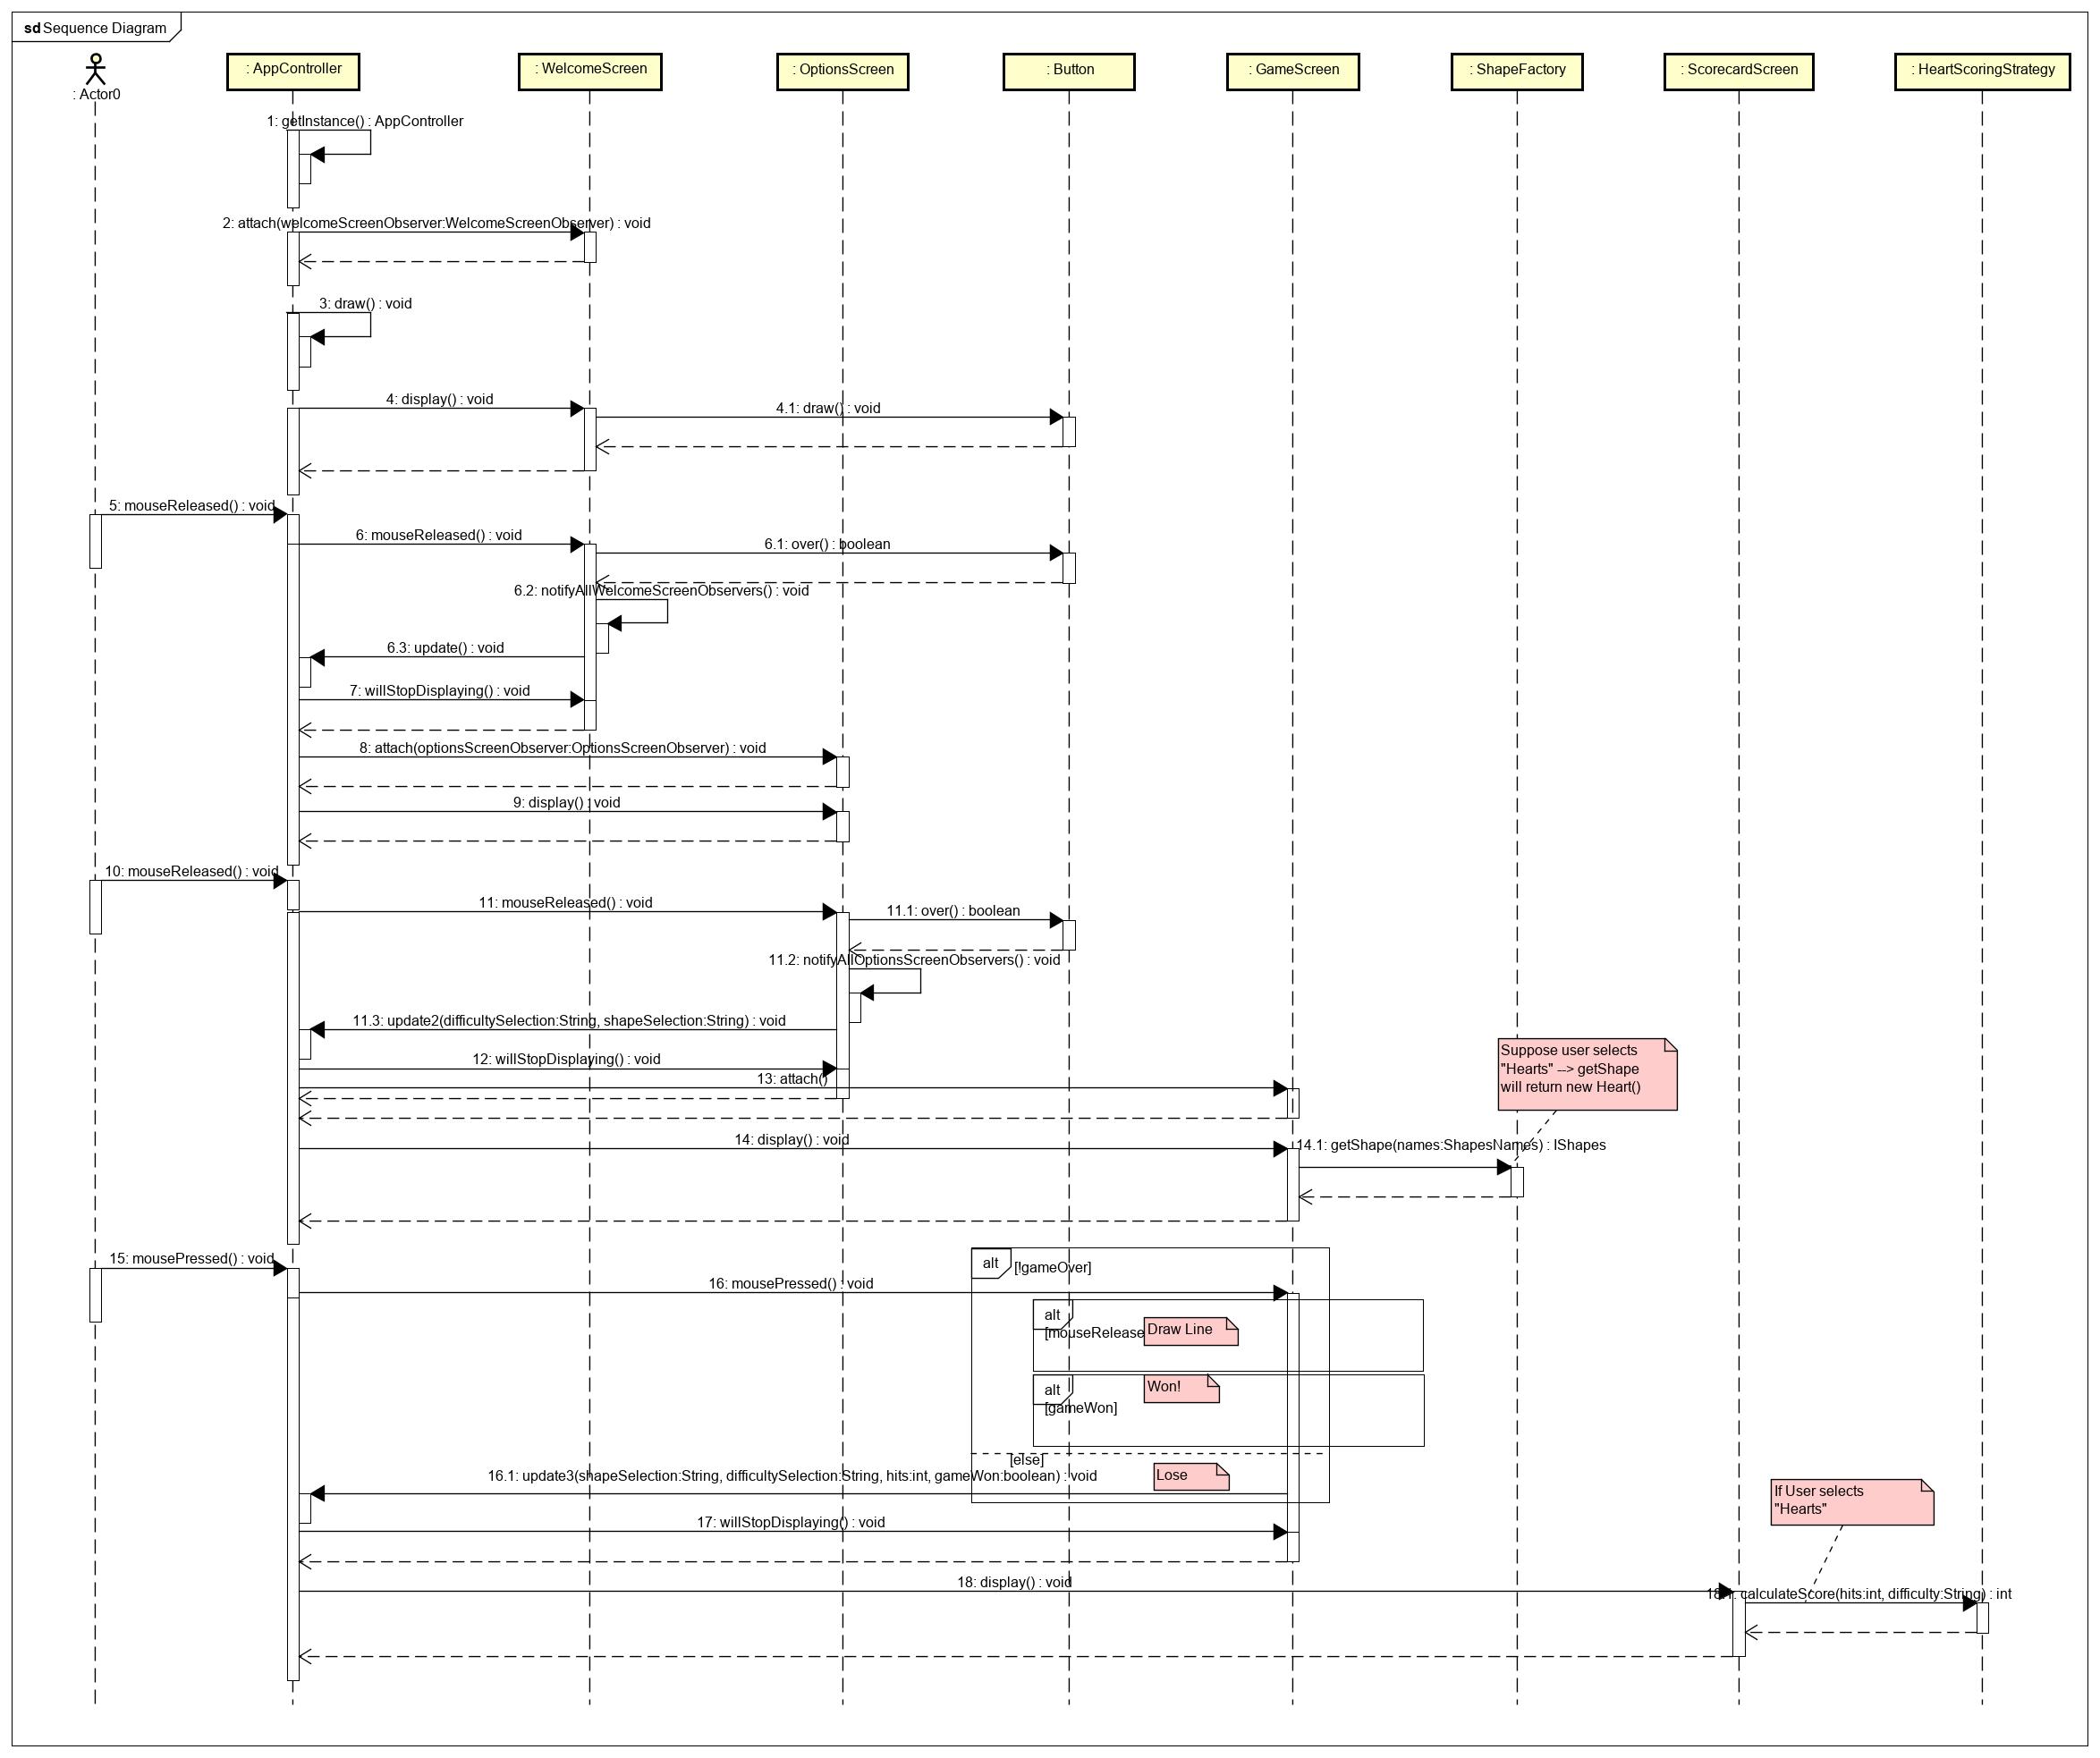 sd Sequence Diagram
: Actor0
: AppController
: WelcomeScreen
: OptionsScreen
: Button
: GameScreen
: ShapeFactory
: ScorecardScreen
: HeartScoringStrategy
1: getInstance() : AppController
2: attach(welcomeScreenObserver:WelcomeScreenObserver) : void
3: draw() : void
4: display() : void
4.1: draw() : void
5: mouseReleased() : void
6: mouseReleased() : void
6.1: over() : boolean
6.2: notifyAllWelcomeScreenObservers() : void
6.3: update() : void
7: willStopDisplaying() : void
8: attach(optionsScreenObserver:OptionsScreenObserver) : void
9: display() : void
10: mouseReleased() : void
11: mouseReleased() : void
11.1: over() : boolean
11.2: notifyAllOptionsScreenObservers() : void
11.3: update2(difficultySelection:String, shapeSelection:String) : void
12: willStopDisplaying() : void
13: attach()
Suppose user selects
"Hearts" --> getShape
will return new Heart()
14: display() : void
14.1: getShape(names:ShapesNames) : IShapes
15: mousePressed() : void
alt
[!gameOver]
16: mousePressed() : void
alt
[mouseRelease
Draw Line
alt
[gameWon]
Won!
[else]
Lose
16.1: update3(shapeSelection:String, difficultySelection:String, hits:int, gameWon:boolean) : void
17: willStopDisplaying() : void
If User selects
"Hearts"
18: display() : void
18.1: calculateScore(hits:int, difficulty:String) : int